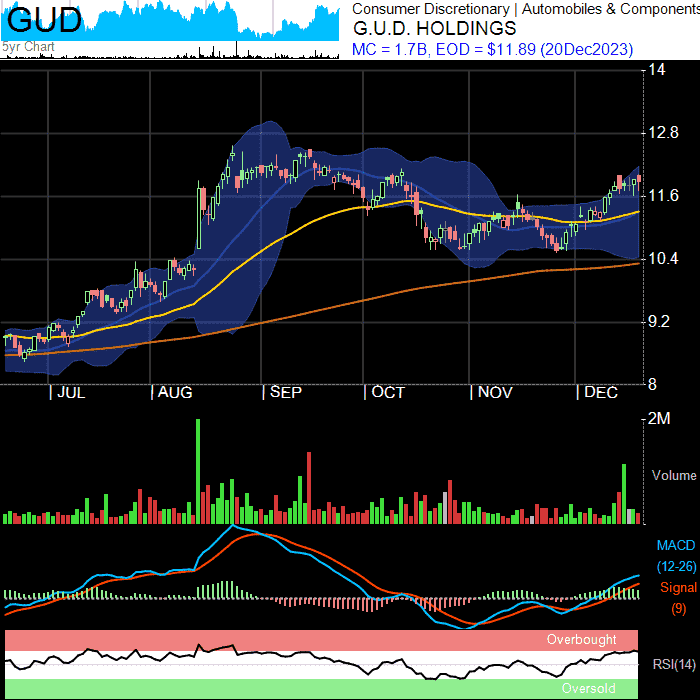 GUD
5yr Chart
Consumer Discretionary | Automobiles & Components
G.U.D. HOLDINGS
MC = 1.7B, EOD = $11.89 (20Dec2023)
14
12.8
11.6
10.4
9.2
8
JUL
AUG
SEP
OCT
NOV
DEC
2M
Volume
MACD
(12-26)
Signal
(9)
Overbought
RSI(14)
Oversold